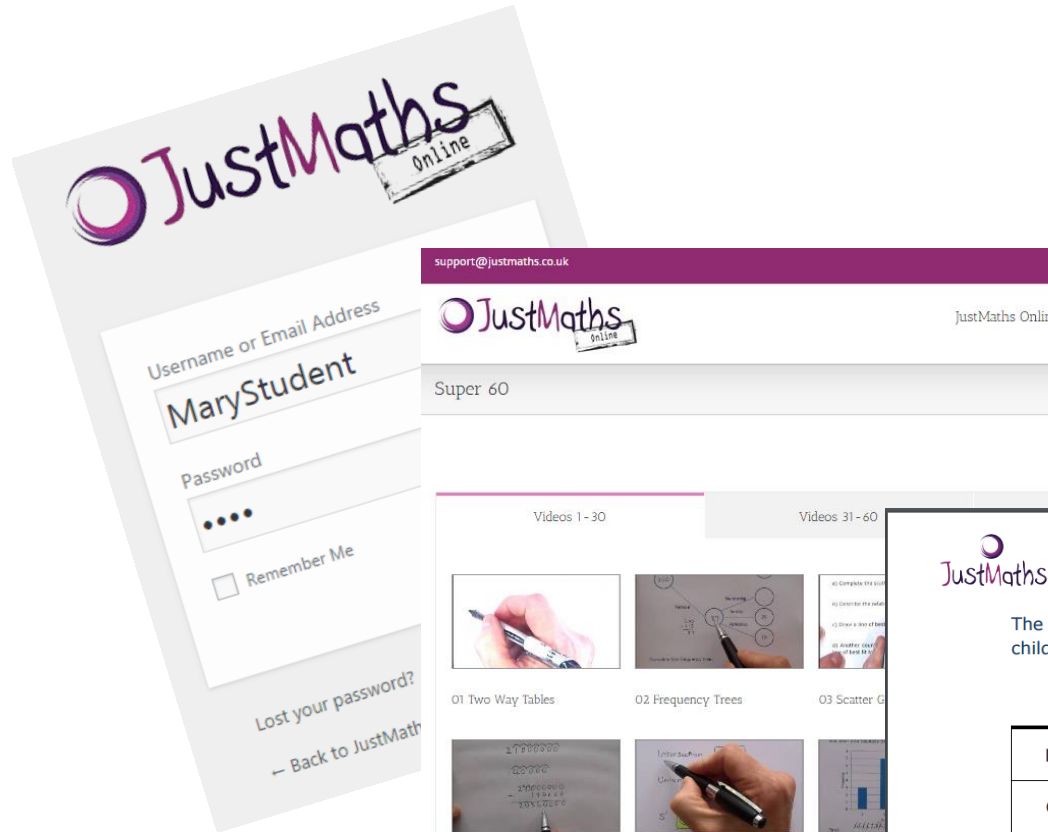 JustMaths
Online
Username or Email Address
MaryStudent
Password
Remember Me
Lost your password?
← Back to JustMath
support@justmaths.co.uk
JustMaths
Online
JustMaths Onli
Super 60
Videos 1-30
Videos 31-60
01 Two Way Tables
02 Frequency Trees
03 Scatter G
JustMaths
The
child